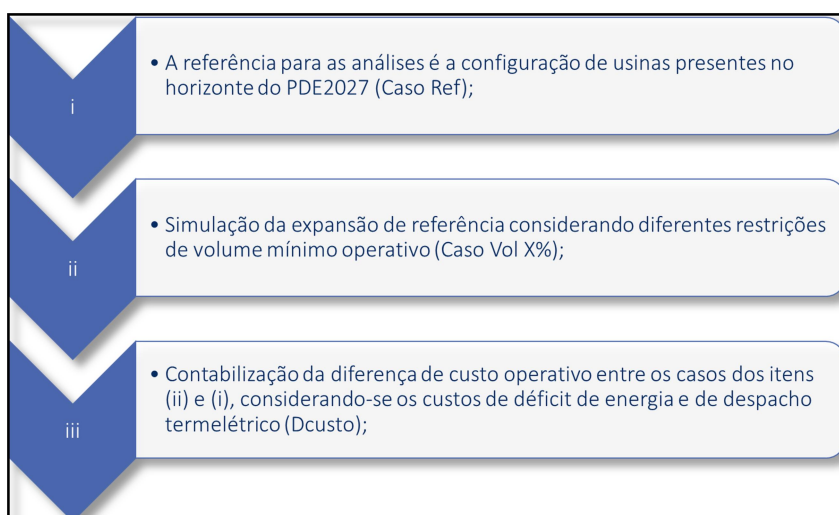 i
• A referência para as análises é a configuração de usinas presentes no
horizonte do PDE2027 (Caso Ref);
ii
• Simulação da expansão de referência considerando diferentes restrições
de volume mínimo operativo (Caso Vol X%);
iii
• Contabilização da diferença de custo operativo entre os casos dos itens
(ii) e (i), considerando-se os custos de déficit de energia e de despacho
termelétrico (Dcusto);